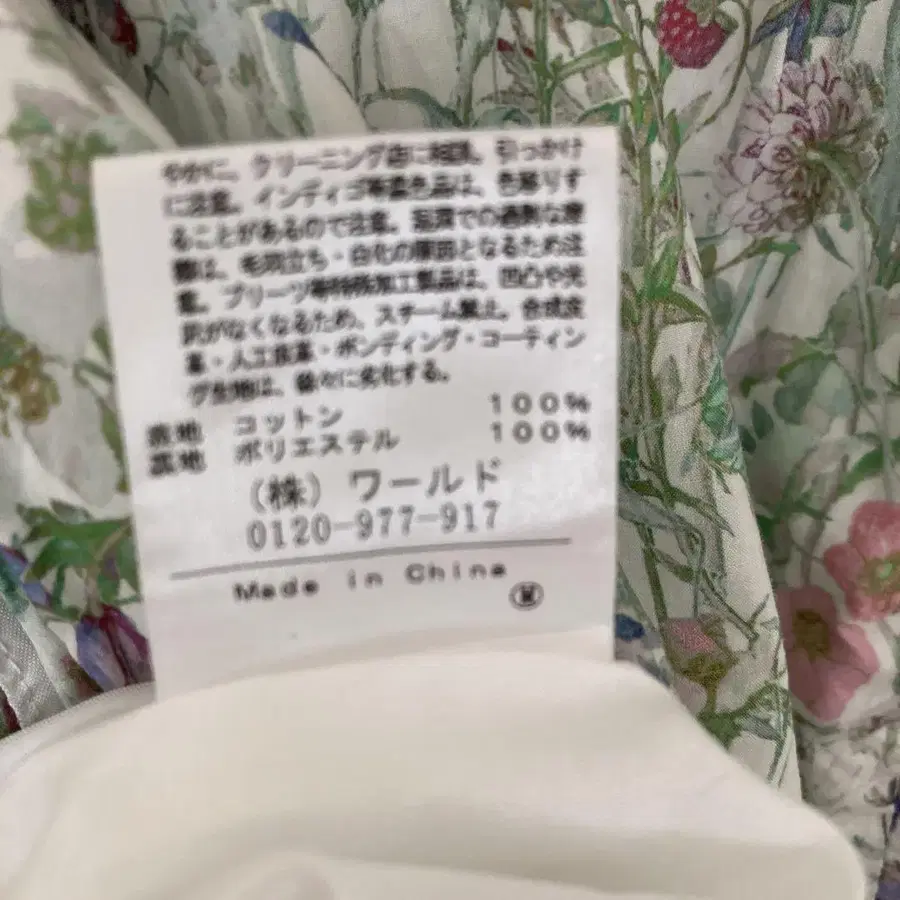 やかに、クリーニング店に相談。引っかけ
に注意。インディゴ等濃色品は、色移りす
ることがあるので注意。着用での過剰な摩
擦は、毛羽立ち・白化の原因となるため注
意。プリーツ等特殊加工製品は、凹凸や光
沢がなくなるため、スチーム禁止。合成皮
革・人工皮革・ボンディング・コーティン
グ生地は、徐々に劣化する。
表地 コットン 100%
裏地 ポリエステル 100%
(株) ワールド
0120-977-917
Made in China
M